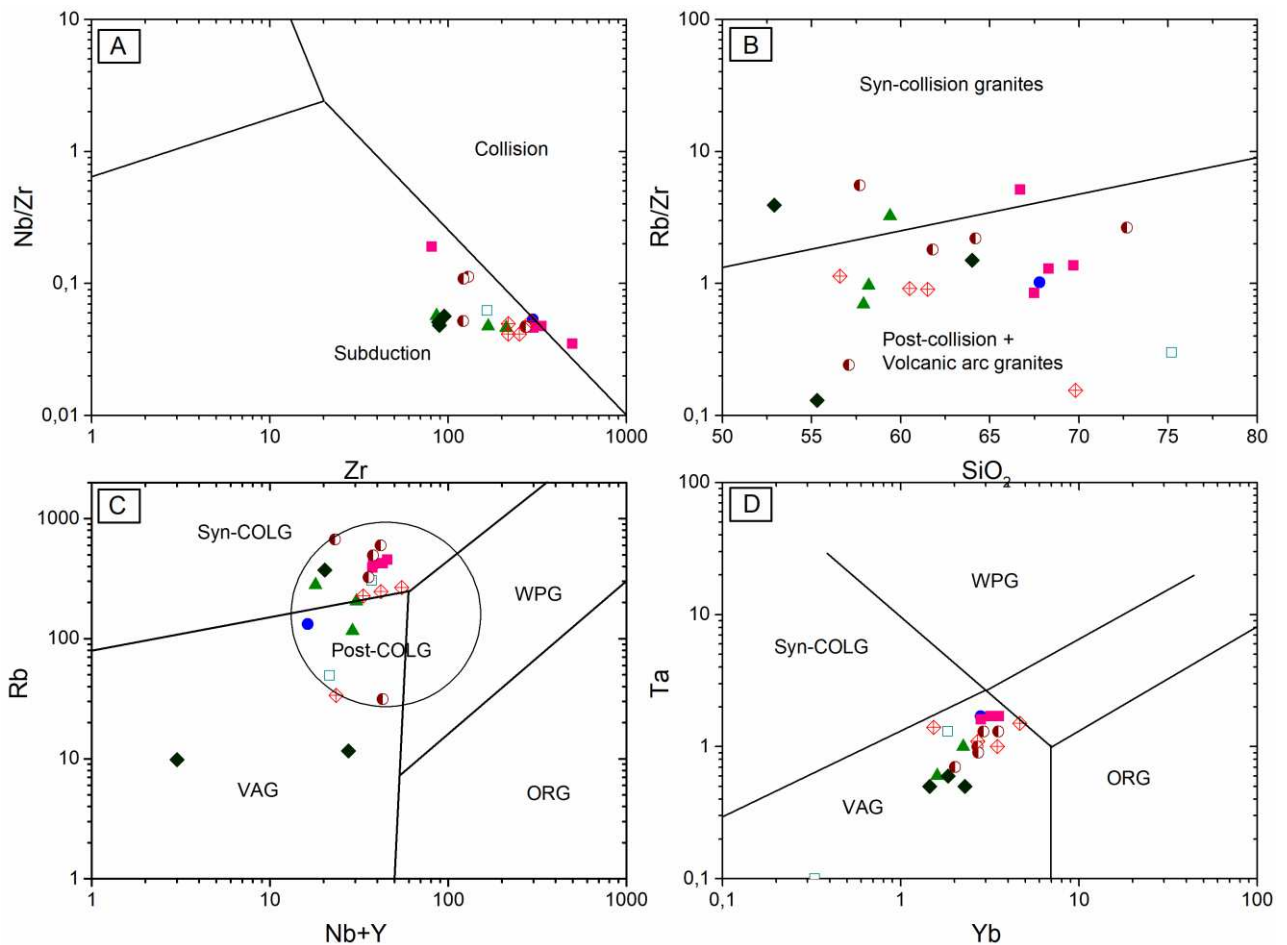 A
10
1
0,1
0,01
Nb/Zr
Collision
Subduction
1
10
100
1000
Zr
B
100
10
1
0,1
Rb/Zr
Syn-collision granites
Post-collision +
Volcanic arc granites
50
55
60
65
70
75
80
SiO₂
C
1000
100
10
1
Rb
Syn-COLG
WPG
Post-COLG
VAG
ORG
1
10
100
1000
Nb+Y
D
100
10
1
0,1
Ta
WPG
Syn-COLG
VAG
ORG
0,1
1
10
100
Yb